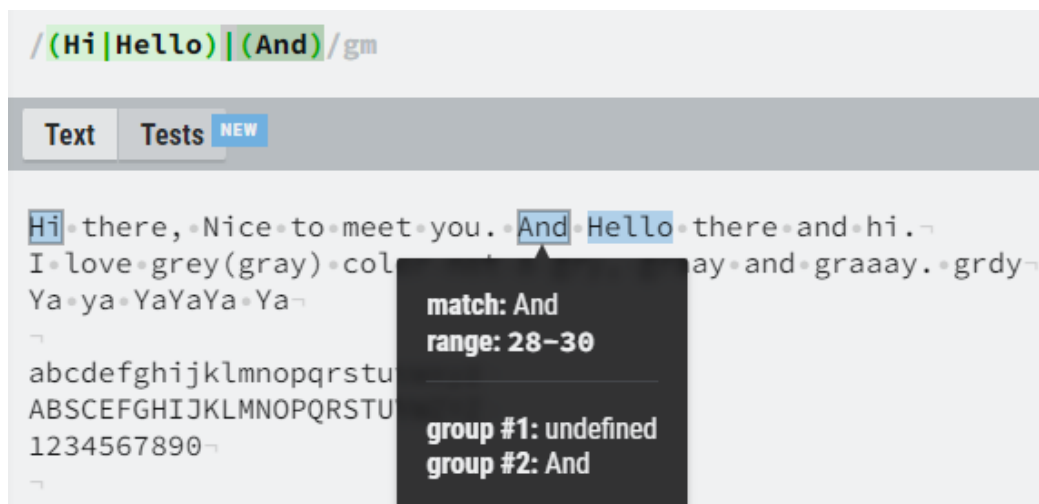 /(Hi|Hello)|(And)/gm
Text Tests NEW
Hi there, Nice to meet you. And Hello there and hi.
I love grey(gray) col aay and graaay. grdy
Ya ya YaYaYa Ya
abcdefghijklmnopqrstu
ABSCEFGHIJKLMNOPQRSTU
1234567890
match: And
range: 28-30
group #1: undefined
group #2: And